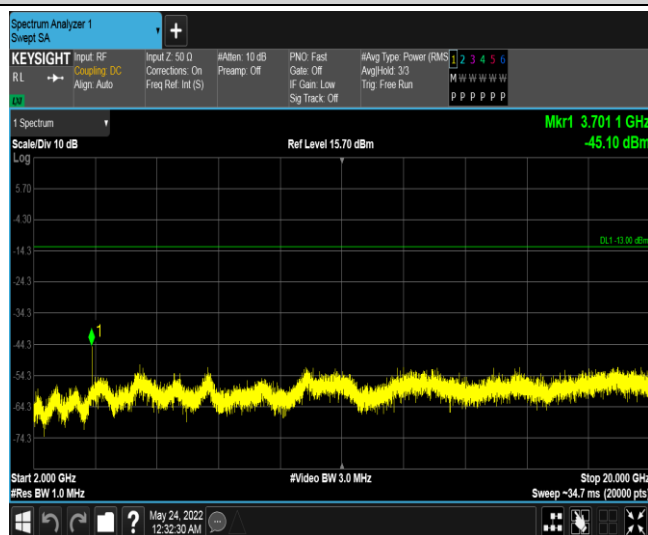 Spectrum Analyzer 1
Swept SA
+
KEYSIGHT Input: RF Input Z: 50 Ω #Atten: 10 dB PNO: Fast #Avg Type: Power (RMS 1 2 3 4 5 6
RL Coupling: DC Corrections: On Preamp: Off Gate: Off Avg|Hold: 3/3 M W W W W W
Align: Auto Freq Ref: Int (S) IF Gain: Low Trig: Free Run P P P P P P
Sig Track: Off
1 Spectrum Mkr1 3.701 1 GHz
Scale/Div 10 dB Ref Level 15.70 dBm -45.10 dBm
Log
5.70
-4.30
DL1 -13.00 dBm
-14.3
-24.3
-34.3
1
-44.3
-54.3
-64.3
-74.3
Start 2.000 GHz #Video BW 3.0 MHz Stop 20.000 GHz
#Res BW 1.0 MHz Sweep ~34.7 ms (20000 pts)
? May 24, 2022
12:32:30 AM